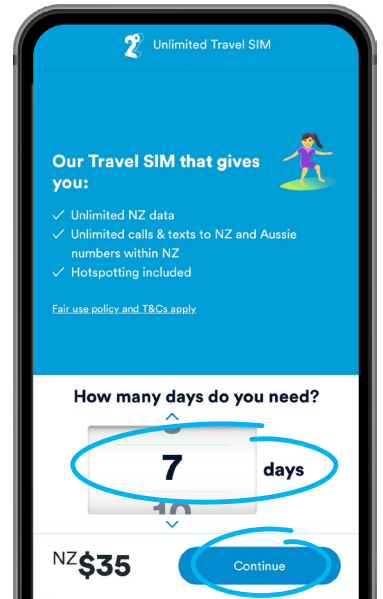 2° Unlimited Travel SIM
Our Travel SIM that gives
you:
✓ Unlimited NZ data
✓ Unlimited calls & texts to NZ and Aussie
numbers within NZ
✓ Hotspotting included
Fair use policy and T&Cs apply
How many days do you need?
7 days
10
NZ$35
Continue